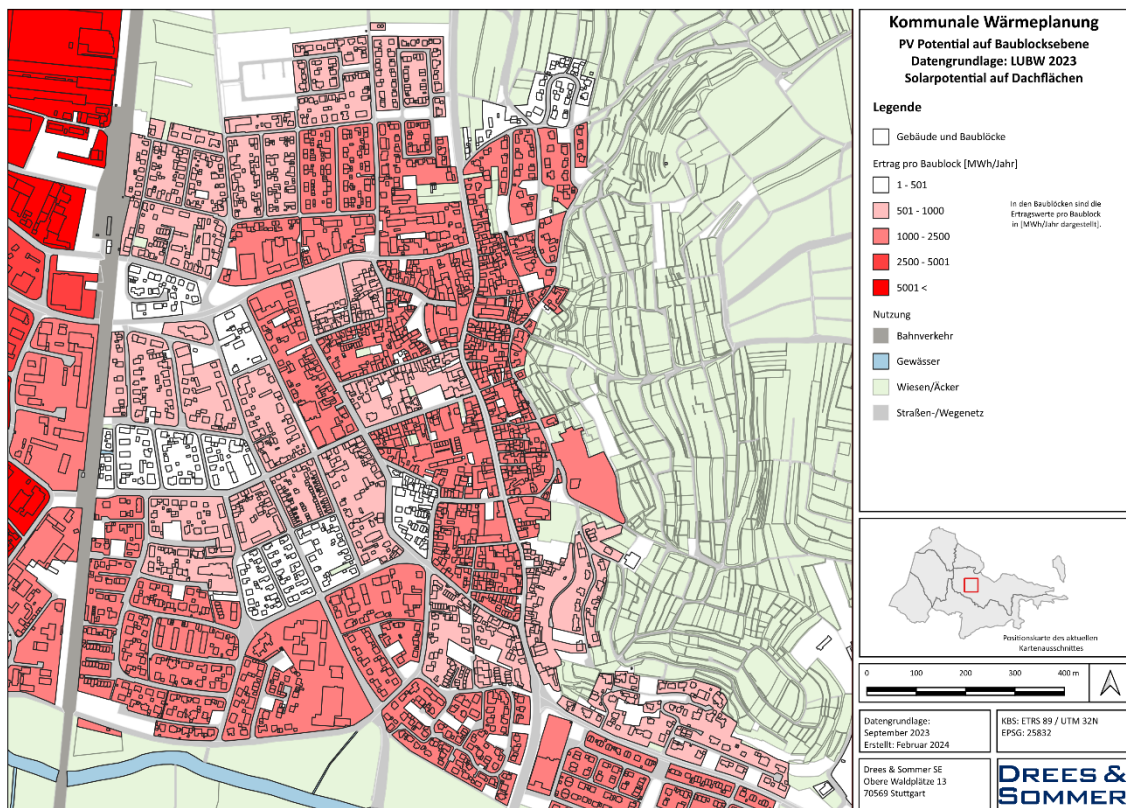 Kommunale Wärmeplanung
PV Potential auf Baublocksebene
Datengrundlage: LUBW 2023
Solarpotential auf Dachflächen
Legende
Gebäude und Baublöcke
Ertrag pro Baublock [MWh/Jahr]
1 - 501
501 - 1000
1000 - 2500
2500 - 5001
5001 <
In den Baublöcken sind die
Ertragswerte pro Baublock
in [MWh/Jahr dargestellt].
Nutzung
Bahnverkehr
Gewässer
Wiesen/Äcker
Straßen-/Wegenetz
Positionskarte des aktuellen
Kartenausschnittes
0 100 200 300 400 m
Datengrundlage:
September 2023
Erstellt: Februar 2024
KBS: ETRS 89 / UTM 32N
EPSG: 25832
Drees & Sommer SE
Obere Waldplätze 13
70569 Stuttgart
DREES &
SOMMER